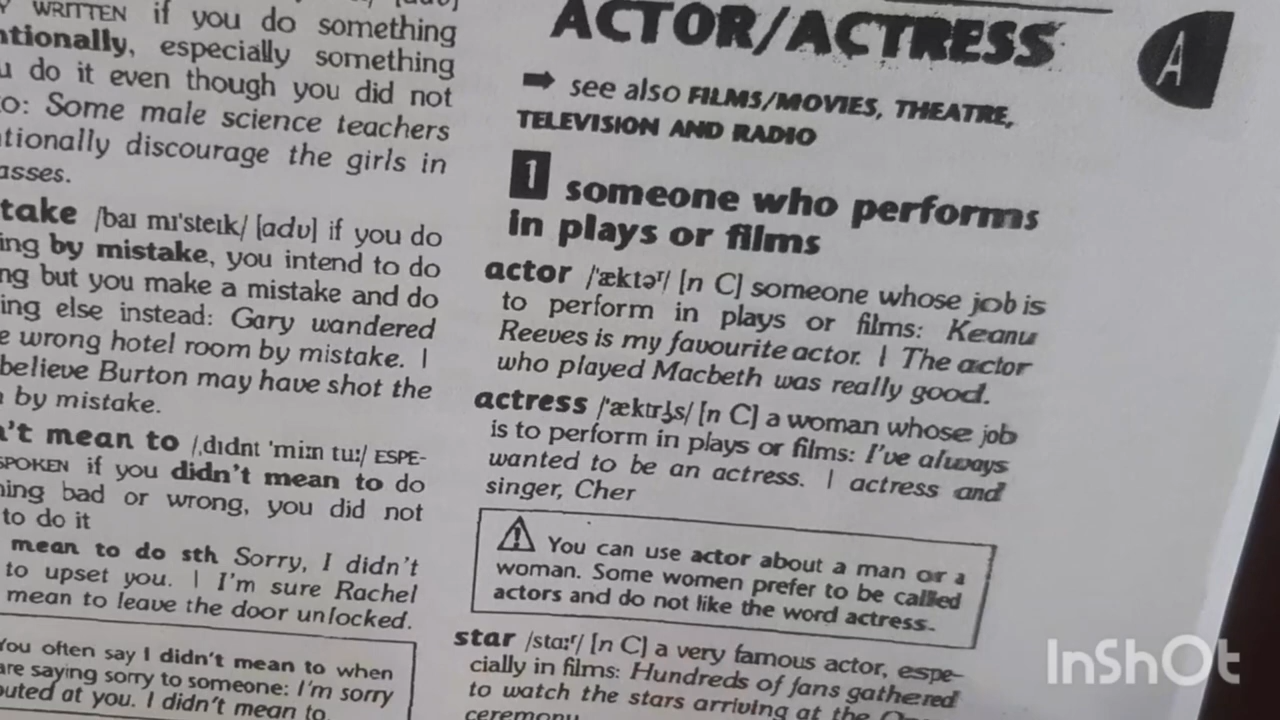 WRITTEN if you do something
ntionally, especially something
u do it even though you did not
to: Some male science teachers
ntionally discourage the girls in
asses.
take /baɪ mɪˈsteɪk/ [adv] if you do
ing by mistake, you intend to do
ng but you make a mistake and do
ing else instead: Gary wandered
e wrong hotel room by mistake. |
believe Burton may have shot the
by mistake.
n't mean to /ˌdɪdnt ˈmiːn tuː/ ESPE-
SPOKEN if you didn't mean to do
hing bad or wrong, you did not
to do it
mean to do sth Sorry, I didn't
to upset you. | I'm sure Rachel
mean to leave the door unlocked.
You often say I didn't mean to when
are saying sorry to someone: I'm sorry
outed at you. I didn't mean to.
ACTOR/ACTRESS
A
➡ see also FILMS/MOVIES, THEATRE,
TELEVISION AND RADIO
1 someone who performs
in plays or films
actor /ˈæktəʳ/ [n C] someone whose job is
to perform in plays or films: Keanu
Reeves is my favourite actor. | The actor
who played Macbeth was really good.
actress /ˈæktrɪ̈s/ [n C] a woman whose job
is to perform in plays or films: I've always
wanted to be an actress. | actress and
singer, Cher
⚠ You can use actor about a man or a
woman. Some women prefer to be called
actors and do not like the word actress.
star /stɑːʳ/ [n C] a very famous actor, espe-
cially in films: Hundreds of fans gathered
to watch the stars arriving at the
ceremony
InShOt